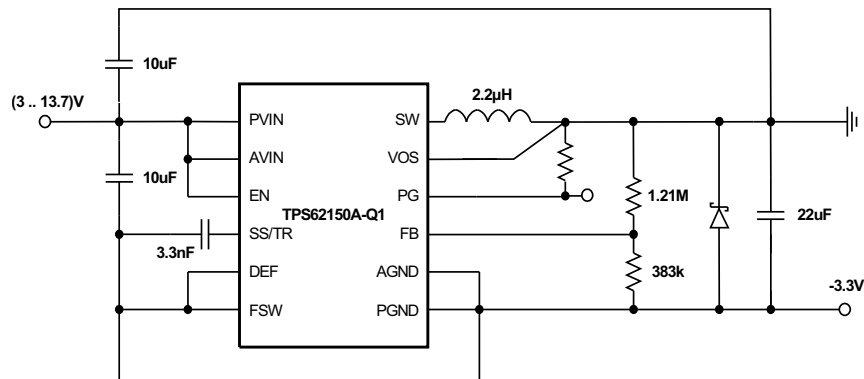 10uF
2.2µH
(3 .. 13.7)V
PVIN
SW
AVIN
VOS
10uF
EN
PG
1.21M
TPS62150A-Q1
22uF
SS/TR
FB
3.3nF
DEF
AGND
383k
-3.3V
FSW
PGND